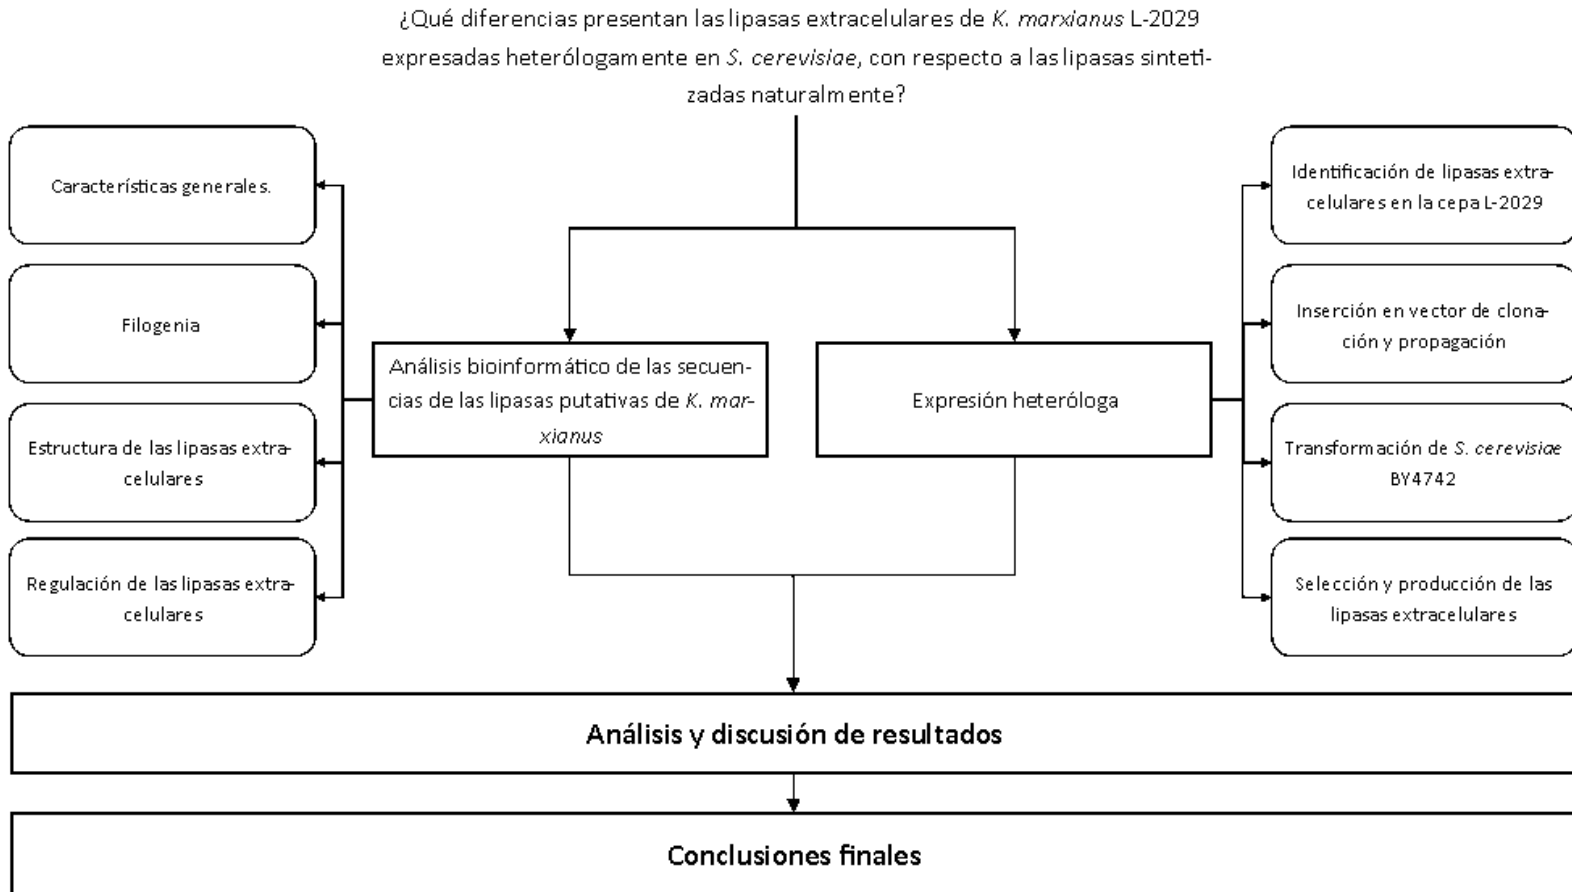 ¿Qué diferencias presentan las lipasas extracelulares de K. marxianus L-2029
expresadas heterólogamente en S. cerevisiae, con respecto a las lipasas sinteti-
zadas naturalmente?
Características generales.
Filogenia
Estructura de las lipasas extra-
celulares
Regulación de las lipasas extra-
celulares
Análisis bioinformático de las secuen-
cias de las lipasas putativas de K. mar-
xianus
Expresión heteróloga
Identificación de lipasas extra-
celulares en la cepa L-2029
Inserción en vector de clona-
ción y propagación
Transformación de S. cerevisiae
BY4742
Selección y producción de las
lipasas extracelulares
Análisis y discusión de resultados
Conclusiones finales